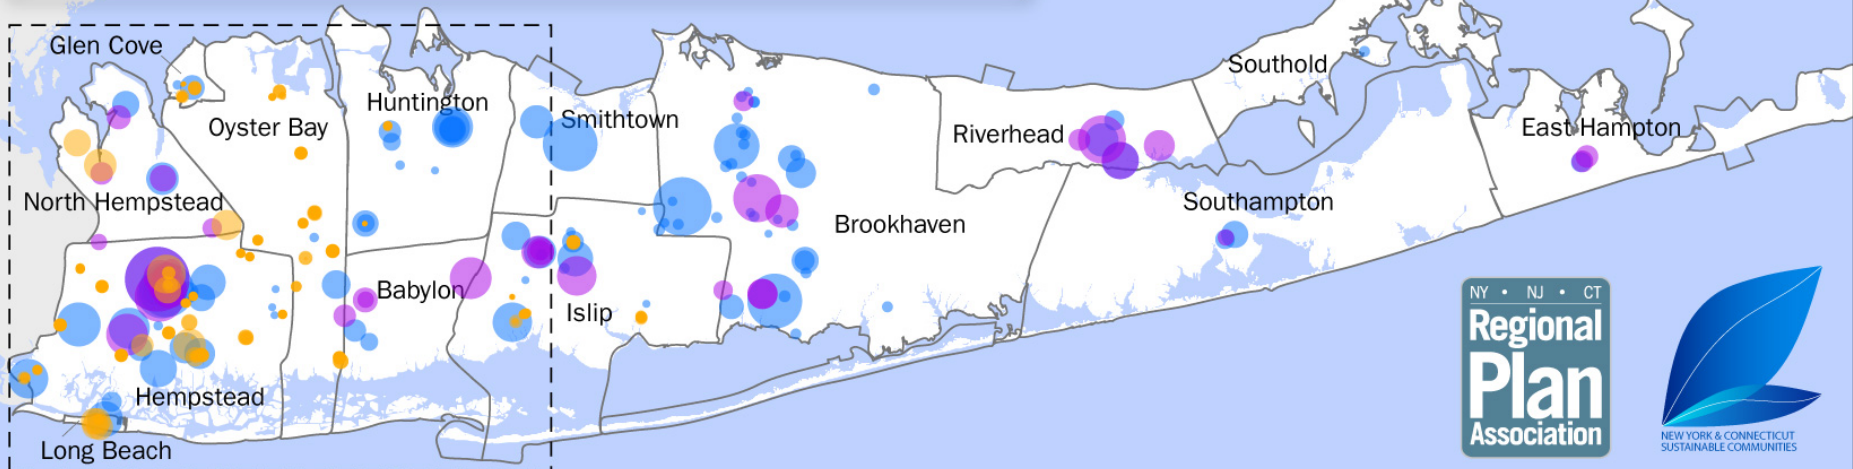 Glen Cove
Oyster Bay
Huntington
Smithtown
North Hempstead
Babylon
Islip
Hempstead
Long Beach
Brookhaven
Riverhead
Southold
Southampton
East Hampton
NY • NJ • CT
Regional
Plan
Association
NEW YORK & CONNECTICUT
SUSTAINABLE COMMUNITIES